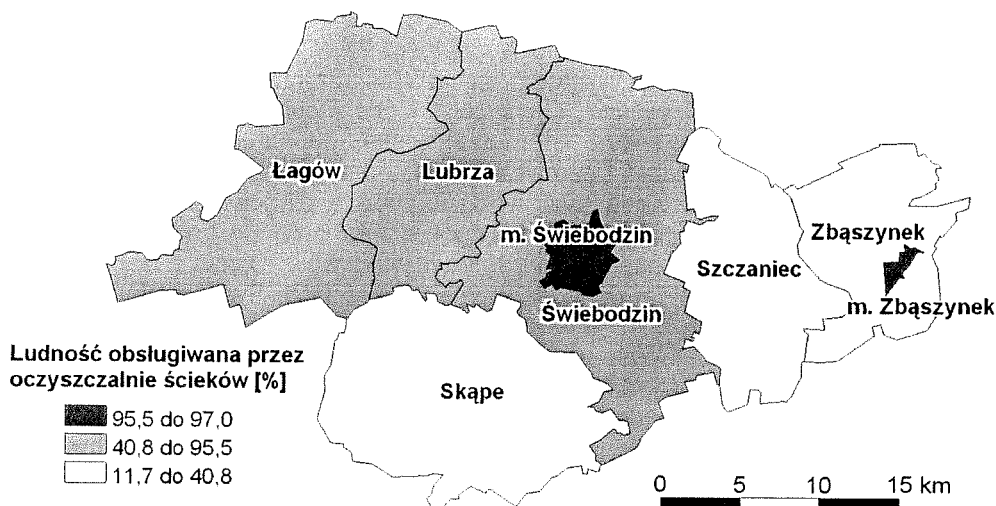 Łagów
Lubrza
m. Świebodzin
Zbąszynek
Szczaniec
m. Zbąszynek
Świebodzin
Skąpe
Ludność obsługiwana przez
oczyszczalnie ścieków [%]
95,5 do 97,0
40,8 do 95,5
11,7 do 40,8
0 5 10 15 km